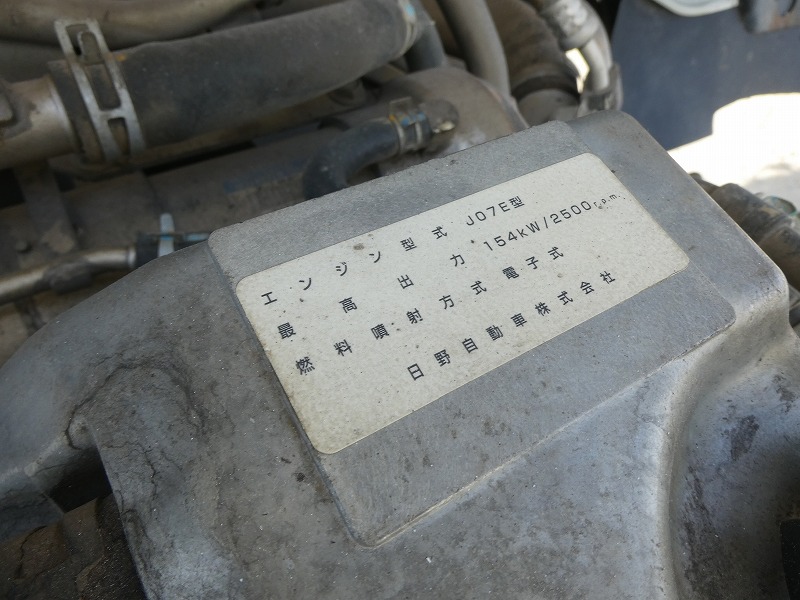 エンジン型式 J07E型
最高出力 154kW/2500r.p.m.
燃料噴射方式 電子式
日野自動車株式会社